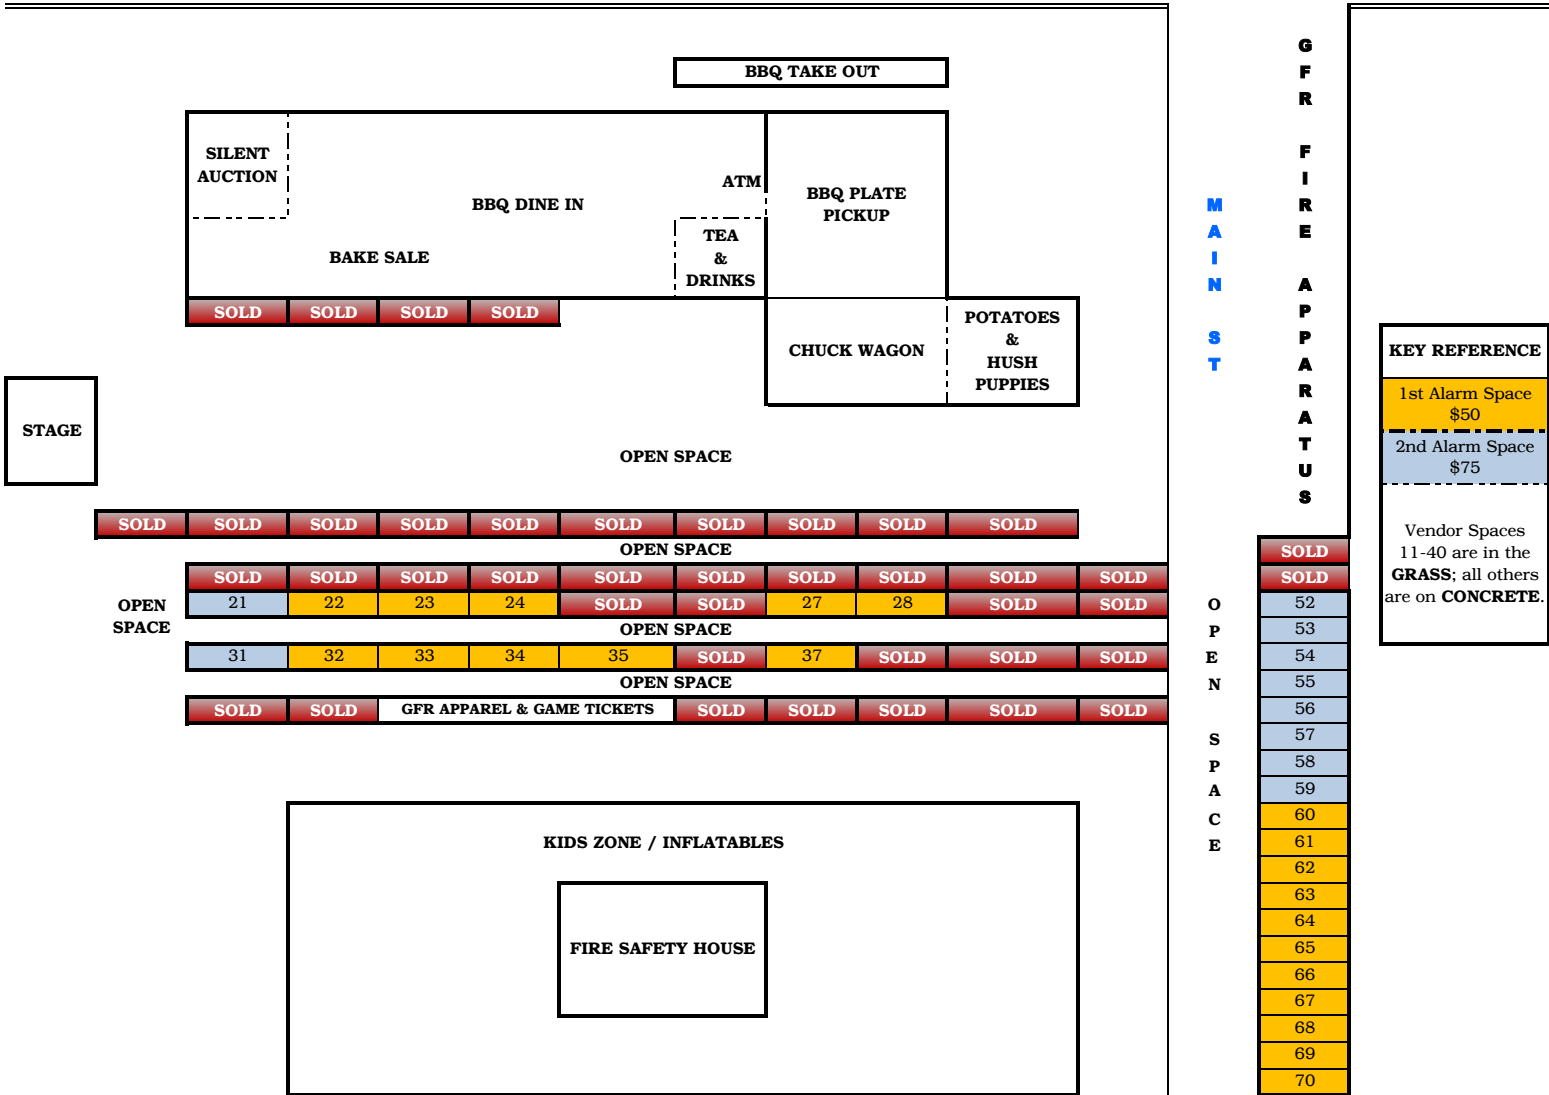 BBQ TAKE OUT
SILENT
AUCTION
BBQ DINE IN
ATM
BBQ PLATE
PICKUP
TEA
&
DRINKS
BAKE SALE
SOLD SOLD SOLD SOLD
CHUCK WAGON
POTATOES
&
HUSH
PUPPIES
STAGE
OPEN SPACE
SOLD SOLD SOLD SOLD SOLD SOLD SOLD SOLD SOLD SOLD
OPEN SPACE
SOLD SOLD SOLD SOLD SOLD SOLD SOLD SOLD SOLD SOLD
21 22 23 24 SOLD SOLD 27 28 SOLD SOLD
OPEN
SPACE
OPEN SPACE
31 32 33 34 35 SOLD 37 SOLD SOLD SOLD
OPEN SPACE
SOLD SOLD GFR APPAREL & GAME TICKETS SOLD SOLD SOLD SOLD SOLD
KIDS ZONE / INFLATABLES
FIRE SAFETY HOUSE
MAIN ST
OPEN SPACE
GFR FIRE APPARATUS
SOLD
SOLD
52
53
54
55
56
57
58
59
60
61
62
63
64
65
66
67
68
69
70
KEY REFERENCE
1st Alarm Space
$50
2nd Alarm Space
$75
Vendor Spaces
11-40 are in the
GRASS; all others
are on CONCRETE.